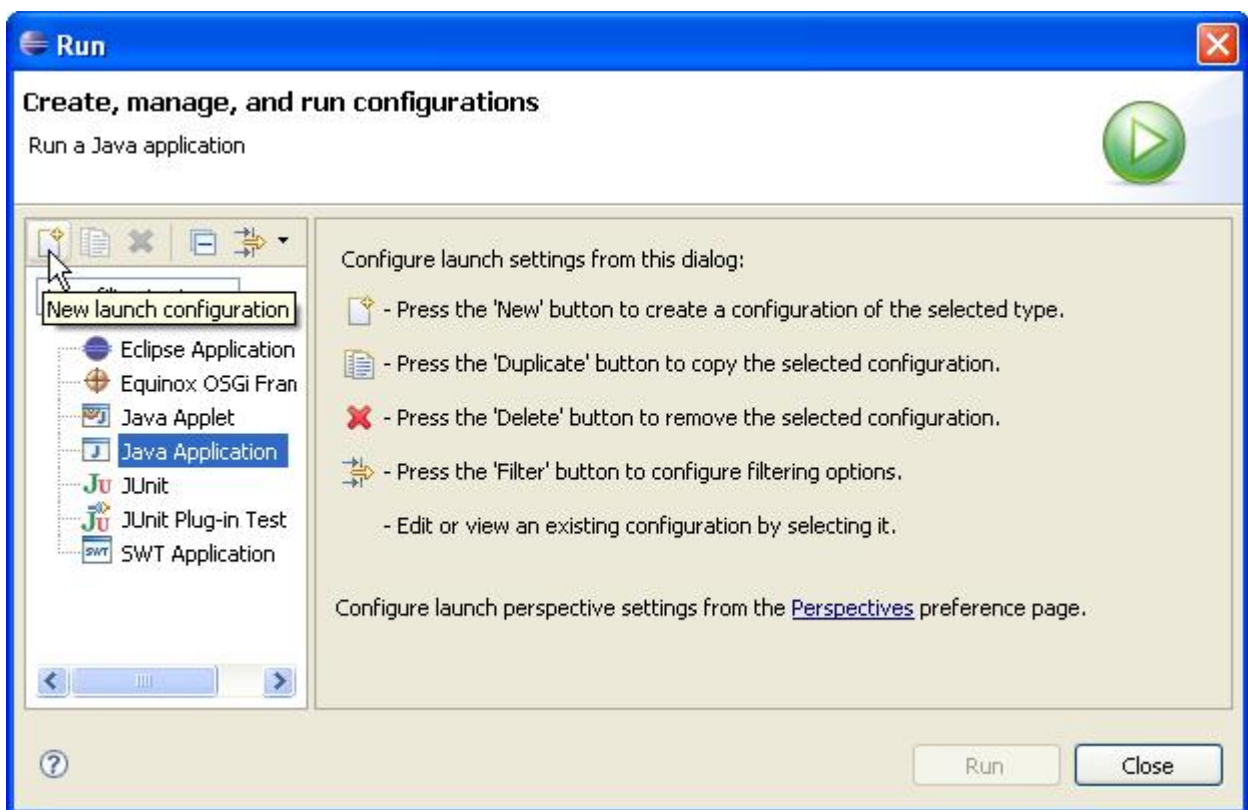 Run
Create, manage, and run configurations
Run a Java application
New launch configuration
Eclipse Application
Equinox OSGi Fran
Java Applet
Java Application
JUnit
JUnit Plug-in Test
SWT Application
Configure launch settings from this dialog:
- Press the 'New' button to create a configuration of the selected type.
- Press the 'Duplicate' button to copy the selected configuration.
- Press the 'Delete' button to remove the selected configuration.
- Press the 'Filter' button to configure filtering options.
- Edit or view an existing configuration by selecting it.
Configure launch perspective settings from the Perspectives preference page.
Run
Close